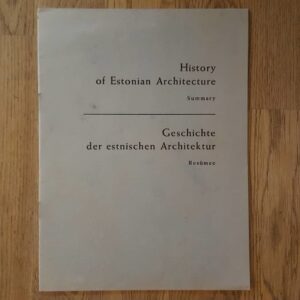 History
of Estonian Architecture
Summary
Geschichte
der estnischen Architektur
Resümee